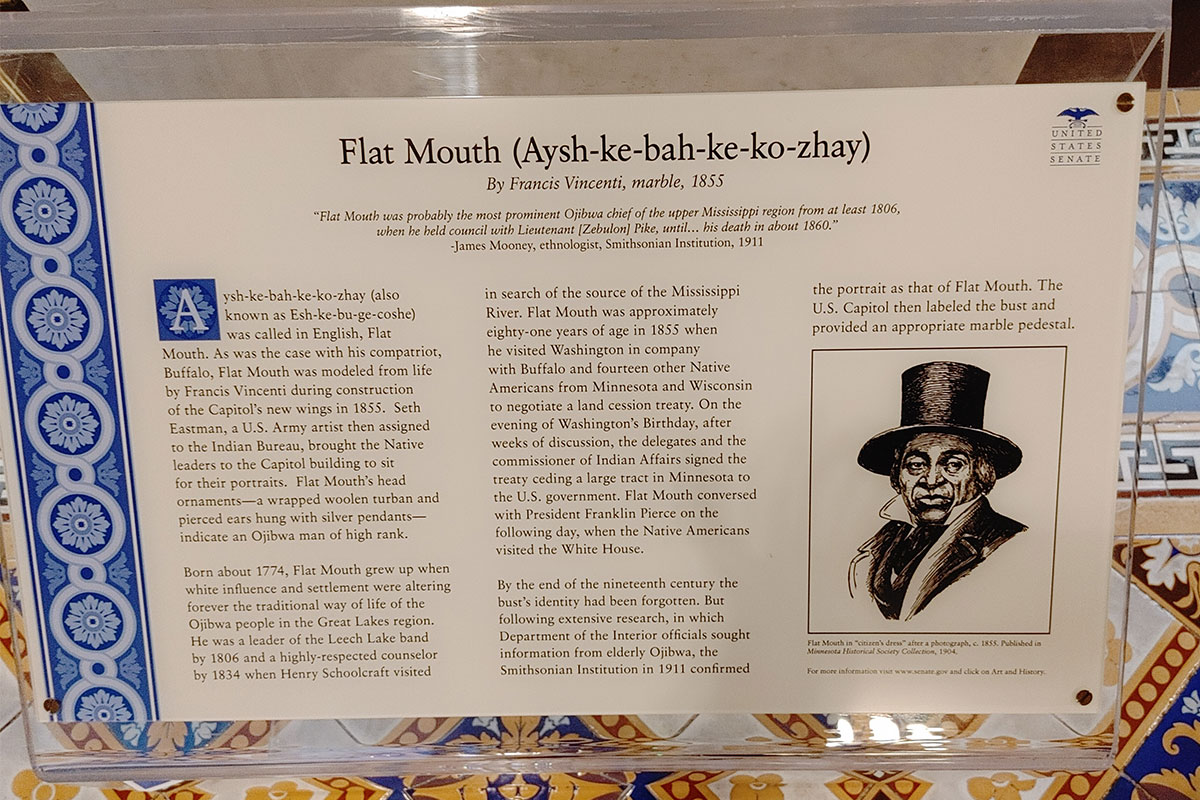 Flat Mouth (Aysh-ke-bah-ke-ko-zhay)
By Francis Vincenti, marble, 1855
UNITED
STATES
SENATE
“Flat Mouth was probably the most prominent Ojibwa chief of the upper Mississippi region from at least 1806,
when he held council with Lieutenant [Zebulon] Pike, until... his death in about 1860.”
-James Mooney, ethnologist, Smithsonian Institution, 1911
Aysh-ke-bah-ke-ko-zhay (also
known as Esh-ke-bu-ge-coshe)
was called in English, Flat
Mouth. As was the case with his compatriot,
Buffalo, Flat Mouth was modeled from life
by Francis Vincenti during construction
of the Capitol’s new wings in 1855. Seth
Eastman, a U.S. Army artist then assigned
to the Indian Bureau, brought the Native
leaders to the Capitol building to sit
for their portraits. Flat Mouth’s head
ornaments—a wrapped woolen turban and
pierced ears hung with silver pendants—
indicate an Ojibwa man of high rank.
Born about 1774, Flat Mouth grew up when
white influence and settlement were altering
forever the traditional way of life of the
Ojibwa people in the Great Lakes region.
He was a leader of the Leech Lake band
by 1806 and a highly-respected counselor
by 1834 when Henry Schoolcraft visited
in search of the source of the Mississippi
River. Flat Mouth was approximately
eighty-one years of age in 1855 when
he visited Washington in company
with Buffalo and fourteen other Native
Americans from Minnesota and Wisconsin
to negotiate a land cession treaty. On the
evening of Washington’s Birthday, after
weeks of discussion, the delegates and the
commissioner of Indian Affairs signed the
treaty ceding a large tract in Minnesota to
the U.S. government. Flat Mouth conversed
with President Franklin Pierce on the
following day, when the Native Americans
visited the White House.
By the end of the nineteenth century the
bust’s identity had been forgotten. But
following extensive research, in which
Department of the Interior officials sought
information from elderly Ojibwa, the
Smithsonian Institution in 1911 confirmed
the portrait as that of Flat Mouth. The
U.S. Capitol then labeled the bust and
provided an appropriate marble pedestal.
Flat Mouth in “citizen’s dress” after a photograph, c. 1855. Published in
Minnesota Historical Society Collection, 1904.
For more information visit www.senate.gov and click on Art and History.